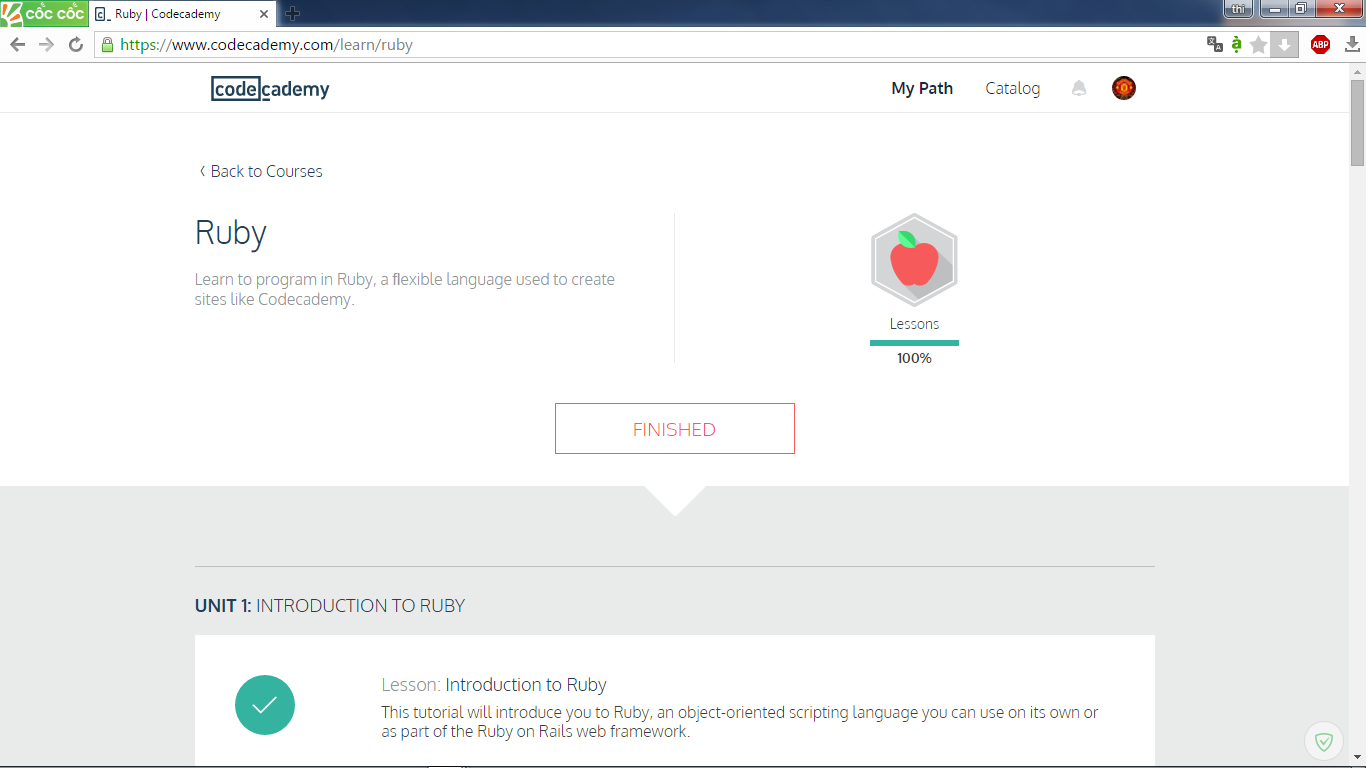 cốc cốc
Ruby | Codecademy
thi
https://www.codecademy.com/learn/ruby
ABP
codecademy
My Path
Catalog
Back to Courses
Ruby
Learn to program in Ruby, a flexible language used to create
sites like Codecademy.
Lessons
100%
FINISHED
UNIT 1: INTRODUCTION TO RUBY
Lesson: Introduction to Ruby
This tutorial will introduce you to Ruby, an object-oriented scripting language you can use on its own or
as part of the Ruby on Rails web framework.